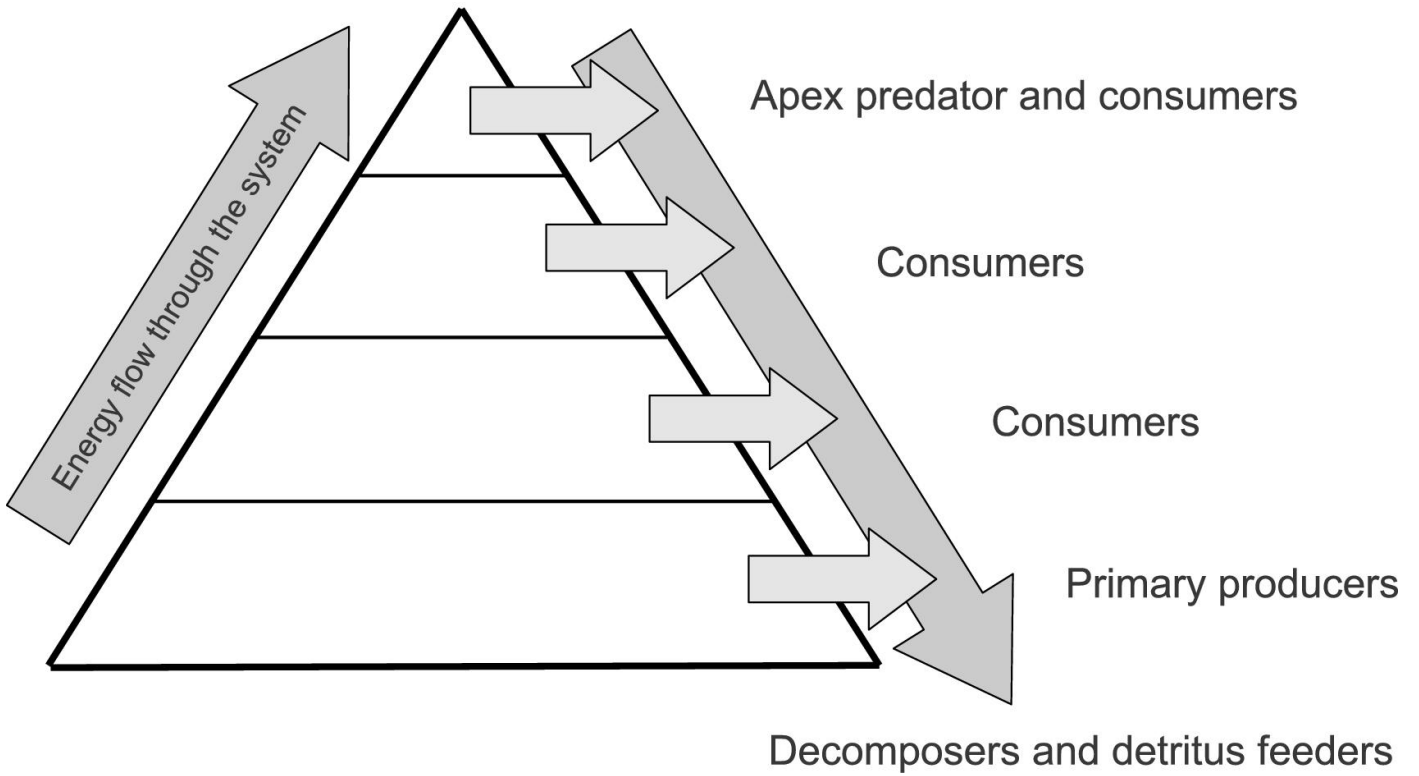 Energy flow through the system
Apex predator and consumers
Consumers
Consumers
Primary producers
Decomposers and detritus feeders